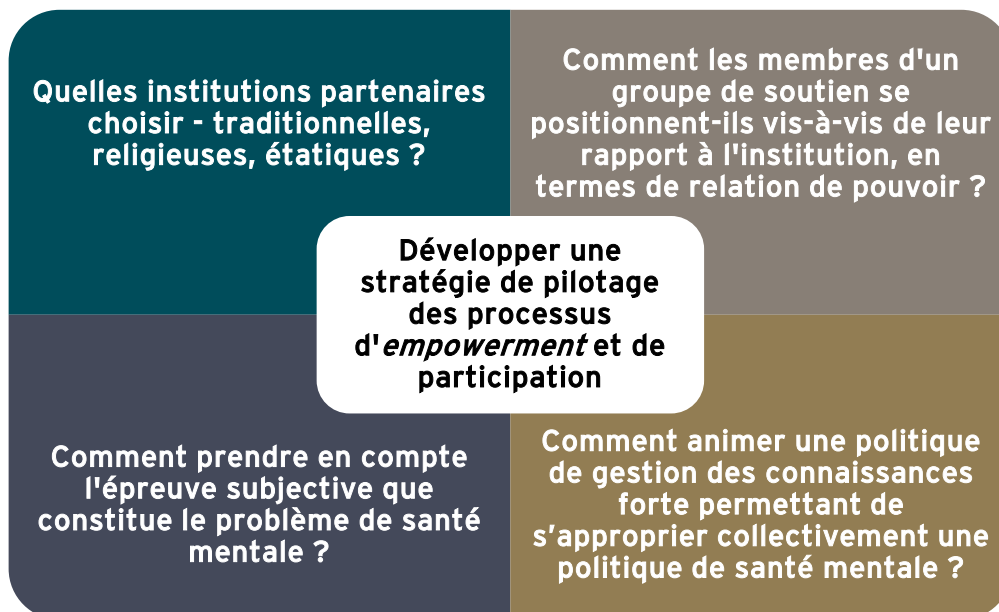 Quelles institutions partenaires
choisir - traditionnelles,
religieuses, étatiques ?
Comment les membres d'un
groupe de soutien se
positionnent-ils vis-à-vis de leur
rapport à l'institution, en
termes de relation de pouvoir ?
Développer une
stratégie de pilotage
des processus
d'empowerment et de
participation
Comment prendre en compte
l'épreuve subjective que
constitue le problème de santé
mentale ?
Comment animer une politique
de gestion des connaissances
forte permettant de
s’approprier collectivement une
politique de santé mentale ?